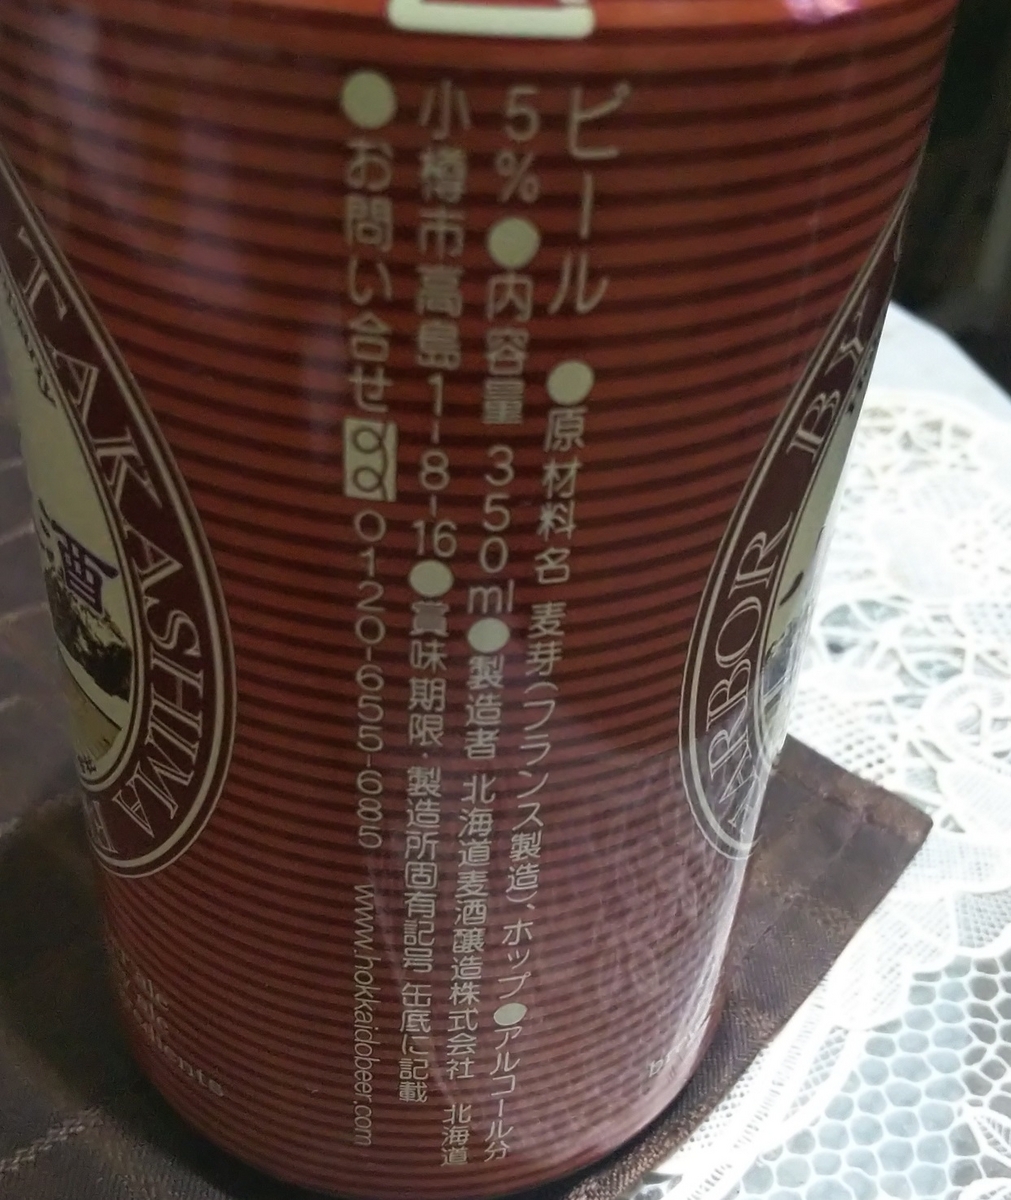 ビール ●原材料名 麦芽(フランス製造)、ホップ ●アルコール分
5% ●内容量 350ml ●製造者 北海道麦酒醸造株式会社 北海道
小樽市高島1-8-16 ●賞味期限・製造所固有記号 缶底に記載
●お問い合せ 0120-655-685 www.hokkaidobeer.com
TAKASHIMA
酒
ARBOR BY